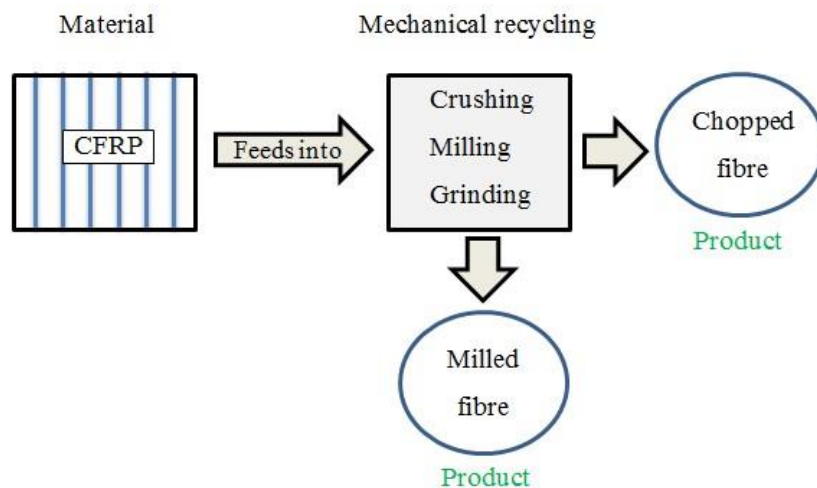 Material
Mechanical recycling
CFRP
Feeds into
Crushing
Milling
Grinding
Chopped
fibre
Product
Milled
fibre
Product